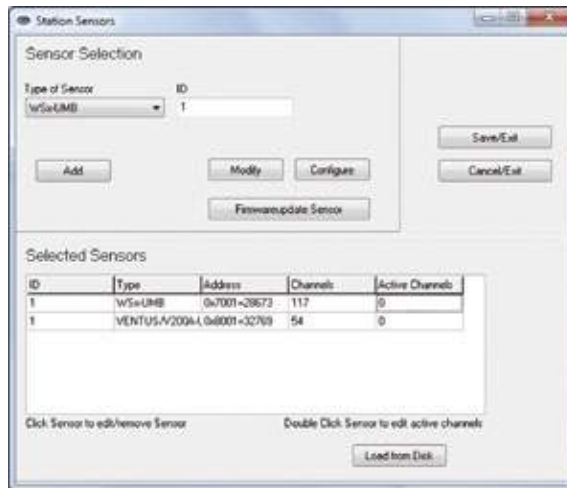 Station Sensors
Sensor Selection
Type of Sensor ID
WSx-UMB 1
Save/Exit
Add Modify Configure Cancel/Exit
Firmwareupdate Sensor
Selected Sensors
ID Type Address Channels Active Channels
1 WSx-UMB 0x7001=28673 117 0
1 VENTUS/V200A-U 0x8001=32769 54 0
Click Sensor to edit/remove Sensor Double Click Sensor to edit active channels
Load from Disk